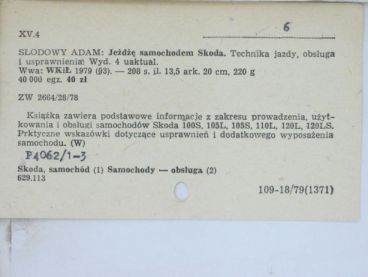 6
XV.4
SŁODOWY ADAM: Jeżdżę samochodem Skoda. Technika jazdy, obsługa
i usprawnienia. Wyd. 4 uaktual.
Wwa: WKiŁ 1979 (93). — 208 s. il. 13,5 ark. 20 cm, 220 g
40 000 egz. 40 zł
ZW 2664/28/78
Książka zawiera podstawowe informacje z zakresu prowadzenia, użyt-
kowania i obsługi samochodów Skoda 100S, 105L, 105S, 110L, 120L, 120LS.
Prktyczne wskazówki dotyczące usprawnień i dodatkowego wyposażenia
samochodu. (W)
P4062/1-3
Skoda, samochód (1) Samochody — obsługa (2)
629.113
109-18/79(1371)